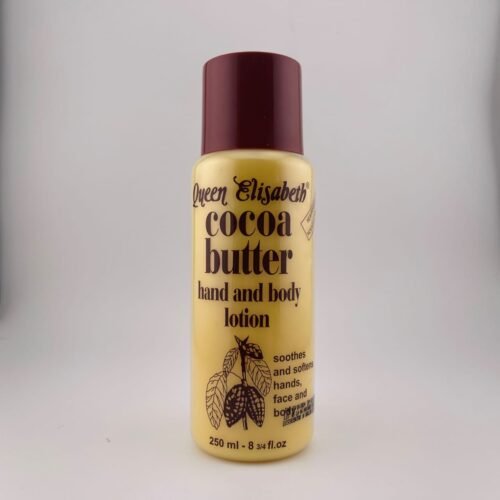 Queen Elisabeth®
cocoa
butter
hand and body
lotion
soothes
and softens
hands,
face and
body
250 ml - 8 3/4 fl.oz